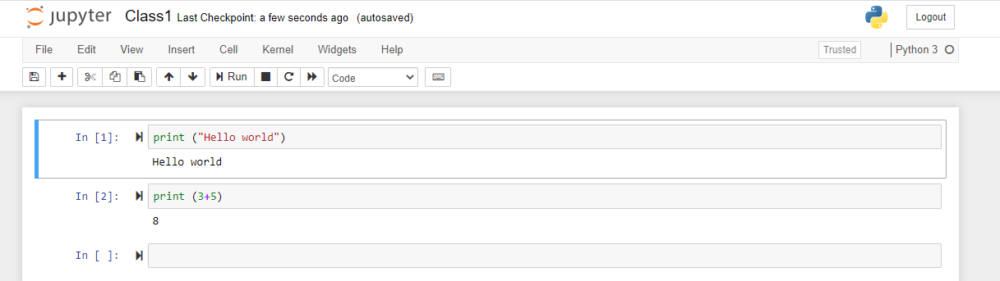 jupyter Class1 Last Checkpoint: a few seconds ago (autosaved) Logout
File Edit View Insert Cell Kernel Widgets Help Trusted Python 3
Run Code
In [1]: print ("Hello world")
Hello world
In [2]: print (3+5)
8
In [ ]: